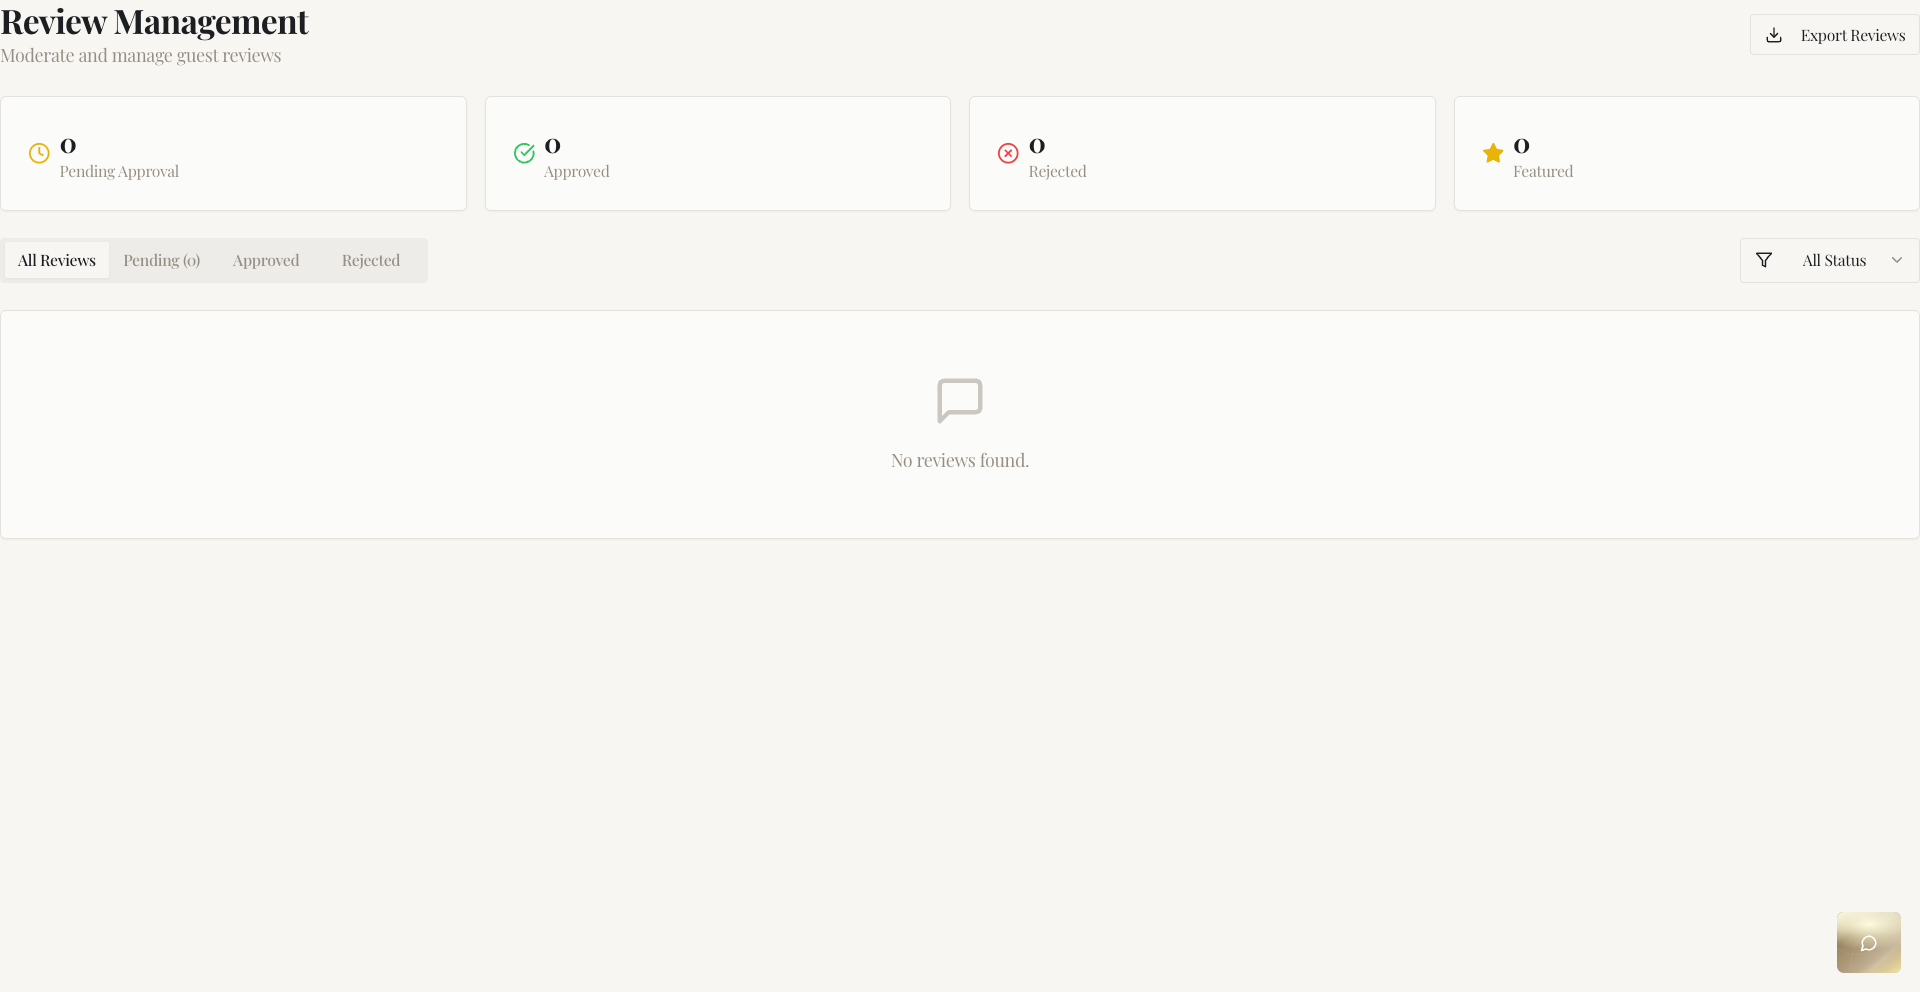 Review Management
Moderate and manage guest reviews
Export Reviews
0
Pending Approval
0
Approved
0
Rejected
0
Featured
All Reviews
Pending (0)
Approved
Rejected
All Status
No reviews found.